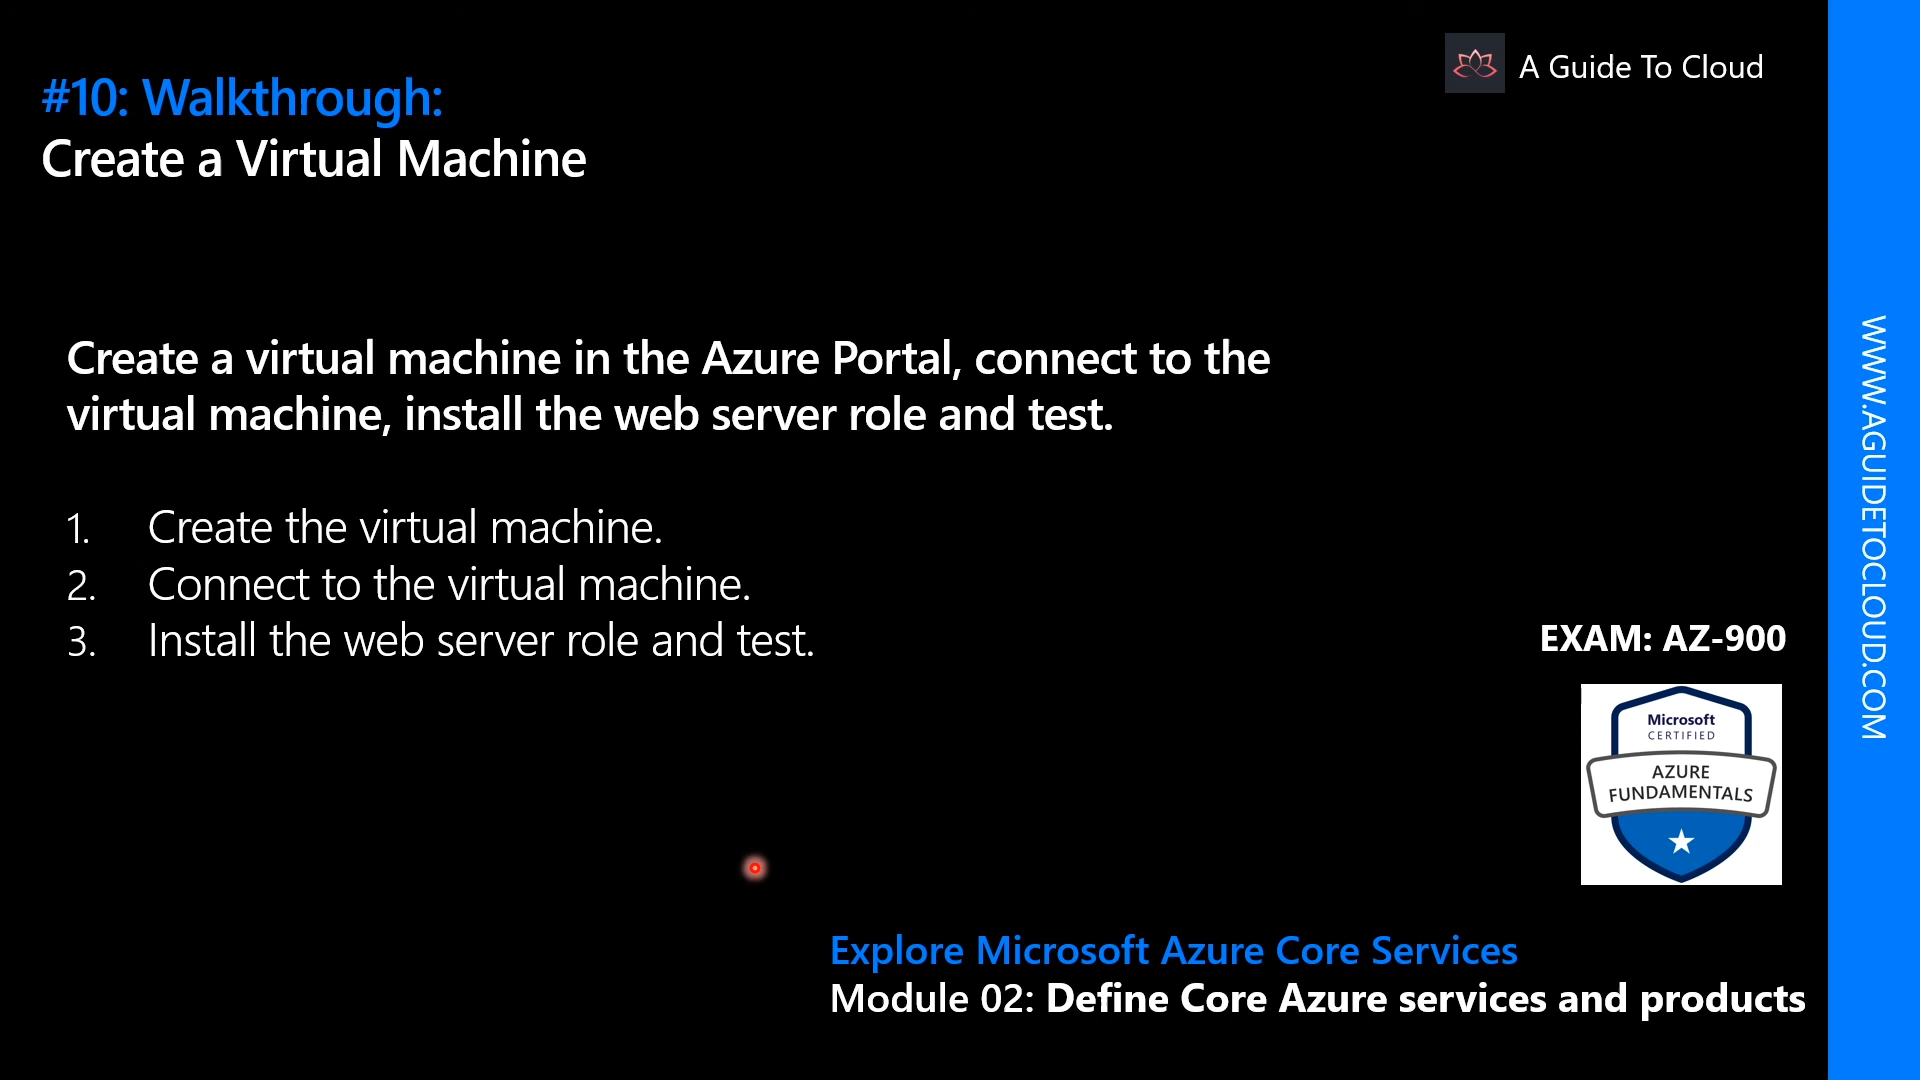 A Guide To Cloud
#10: Walkthrough:
Create a Virtual Machine
Create a virtual machine in the Azure Portal, connect to the
virtual machine, install the web server role and test.
1. Create the virtual machine.
2. Connect to the virtual machine.
3. Install the web server role and test.
EXAM: AZ-900
Microsoft
CERTIFIED
AZURE
FUNDAMENTALS
Explore Microsoft Azure Core Services
Module 02: Define Core Azure services and products
WWW.AGUIDETOCLOUD.COM